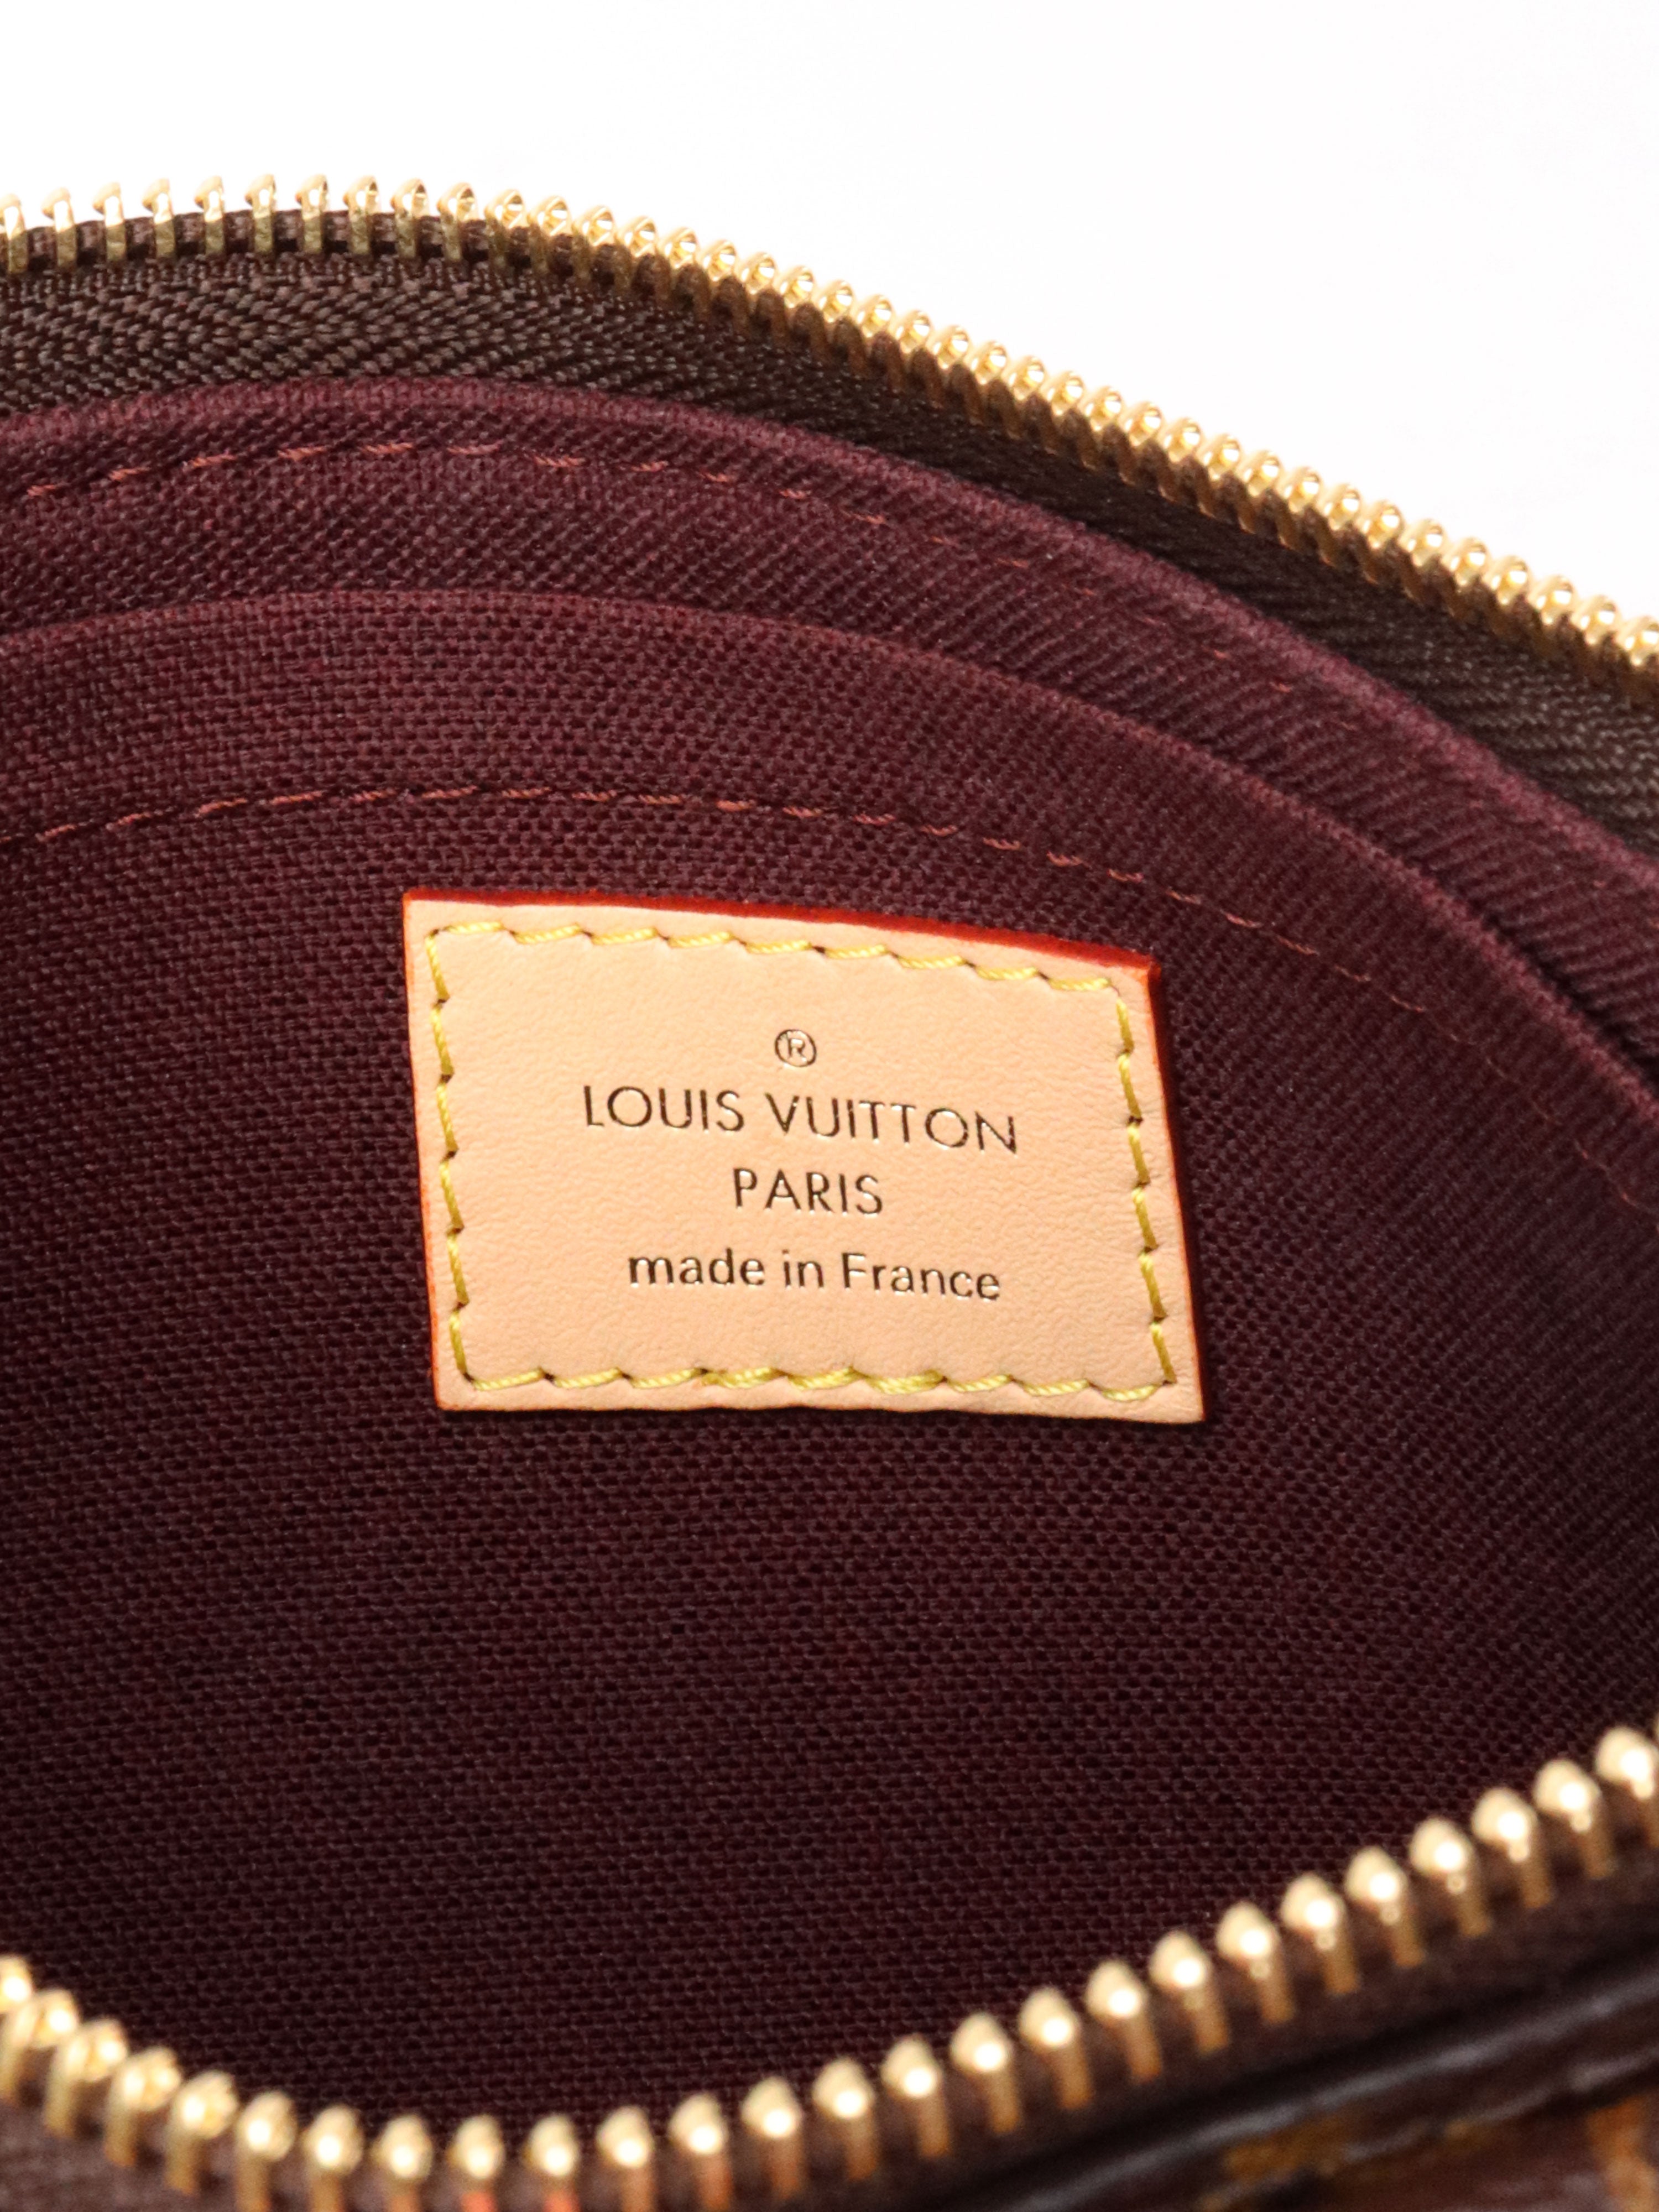 ®
LOUIS VUITTON
PARIS
made in France